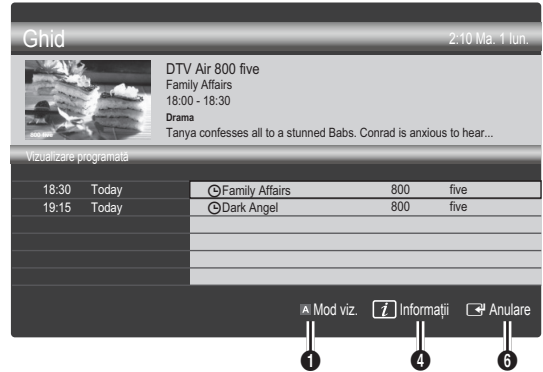 Ghid 2:10 Ma. 1 Iun.
DTV Air 800 five
Family Affairs
18:00 - 18:30
Drama
Tanya confesses all to a stunned Babs. Conrad is anxious to hear...
800 five
Vizualizare programată
18:30 Today Family Affairs 800 five
19:15 Today Dark Angel 800 five
A Mod viz. i Informaţii Anulare
1 4 6